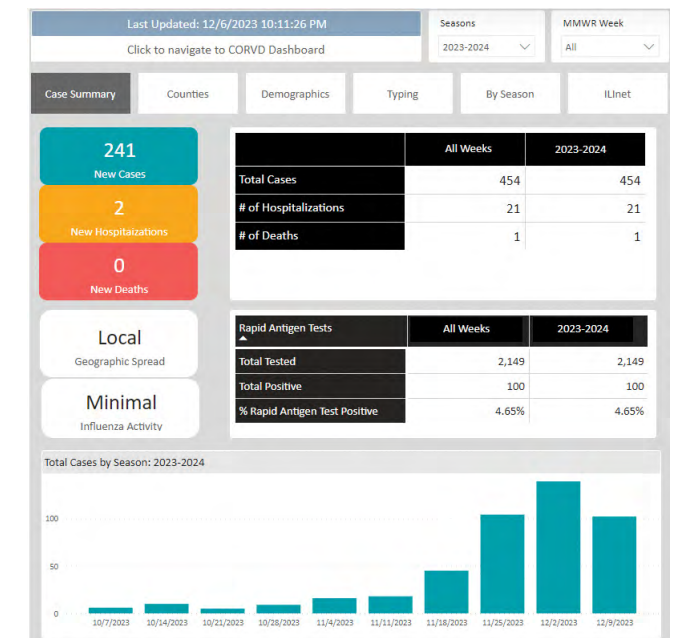 Last Updated: 12/6/2023 10:11:26 PM
Click to navigate to CORVD Dashboard
Seasons
2023-2024
MMWR Week
All
Case Summary
Counties
Demographics
Typing
By Season
ILInet
241
New Cases
2
New Hospitaizations
0
New Deaths
All Weeks 2023-2024
Total Cases 454 454
# of Hospitalizations 21 21
# of Deaths 1 1
Local
Geographic Spread
Minimal
Influenza Activity
Rapid Antigen Tests All Weeks 2023-2024
Total Tested 2,149 2,149
Total Positive 100 100
% Rapid Antigen Test Positive 4.65% 4.65%
Total Cases by Season: 2023-2024
100
50
0
10/7/2023 10/14/2023 10/21/2023 10/28/2023 11/4/2023 11/11/2023 11/18/2023 11/25/2023 12/2/2023 12/9/2023